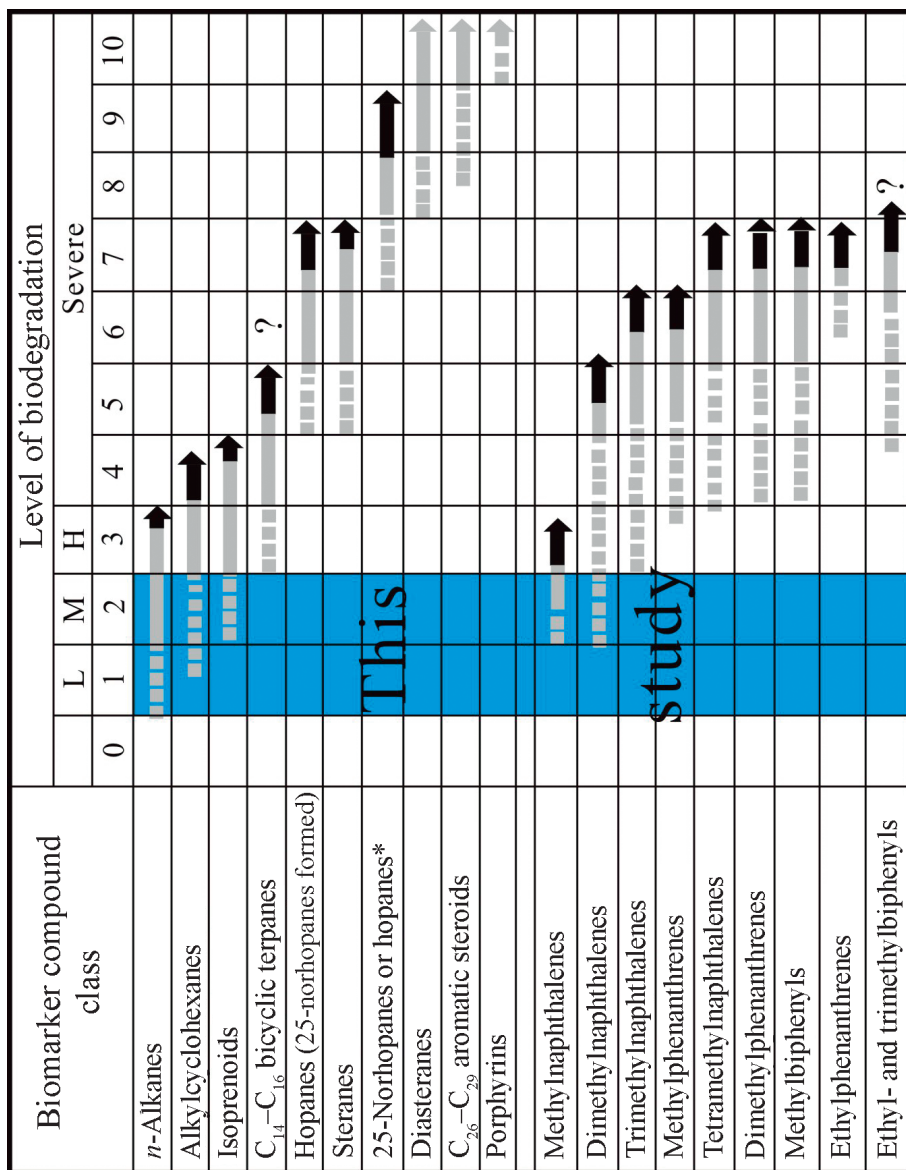 Biomarker compound
class
Level of biodegradation
L
M
H
Severe
0
1
2
3
4
5
6
7
8
9
10
n-Alkanes
Alkylcyclohexanes
Isoprenoids
C14–C16 bicyclic terpanes
?
Hopanes (25-norhopanes formed)
Steranes
25-Norhopanes or hopanes*
Diasteranes
C26–C29 aromatic steroids
Porphyrins
Methylnaphthalenes
Dimethylnaphthalenes
Trimethylnaphthalenes
Methylphenanthrenes
Tetramethylnaphthalenes
Dimethylphenanthrenes
Methylbiphenyls
Ethylphenanthrenes
Ethyl- and trimethylbiphenyls
?
This
study